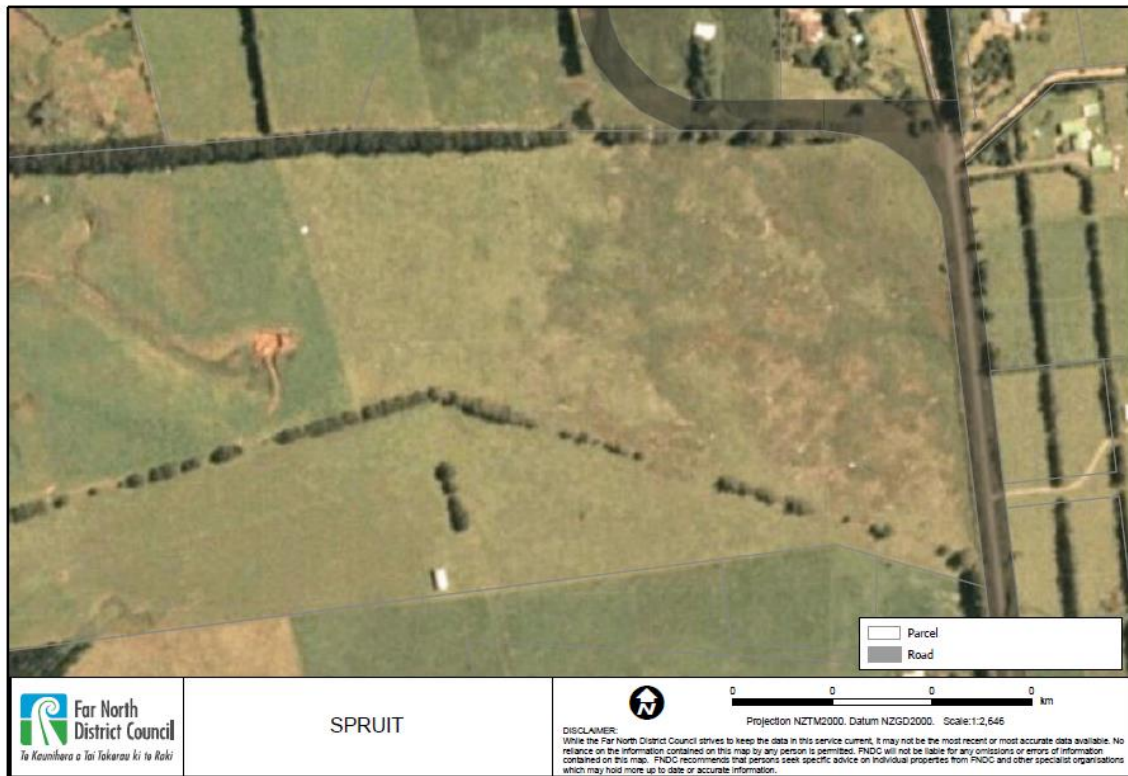 Parcel
Road
Far North
District Council
Te Kaunihera o Tai Tokerau ki te Raki
SPRUIT
N
0 0 0 0 km
Projection NZTM2000. Datum NZGD2000. Scale:1:2,646
DISCLAIMER:
While the Far North District Council strives to keep the data in this service current, it may not be the most recent or most accurate data available. No
reliance on the information contained on this map by any person is permitted. FNDC will not be liable for any omissions or errors of information
contained on this map. FNDC recommends that persons seek specific advice on individual properties from FNDC and other specialist organisations
which may hold more up to date or accurate information.